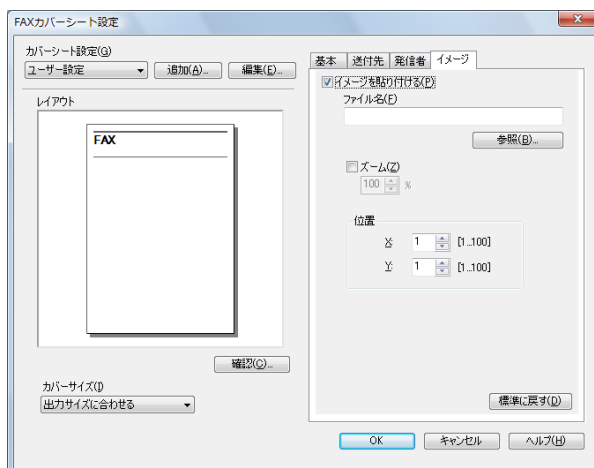 FAXカバーシート設定
カバーシート設定(G)
ユーザー設定
追加(A)...
編集(E)...
レイアウト
FAX
確認(C)...
カバーサイズ(I)
出力サイズに合わせる
基本 送付先 発信者 イメージ
イメージを貼り付ける(P)
ファイル名(F)
参照(B)...
ズーム(Z)
100 %
位置
X: 1 [1..100]
Y: 1 [1..100]
標準に戻す(D)
OK キャンセル ヘルプ(H)